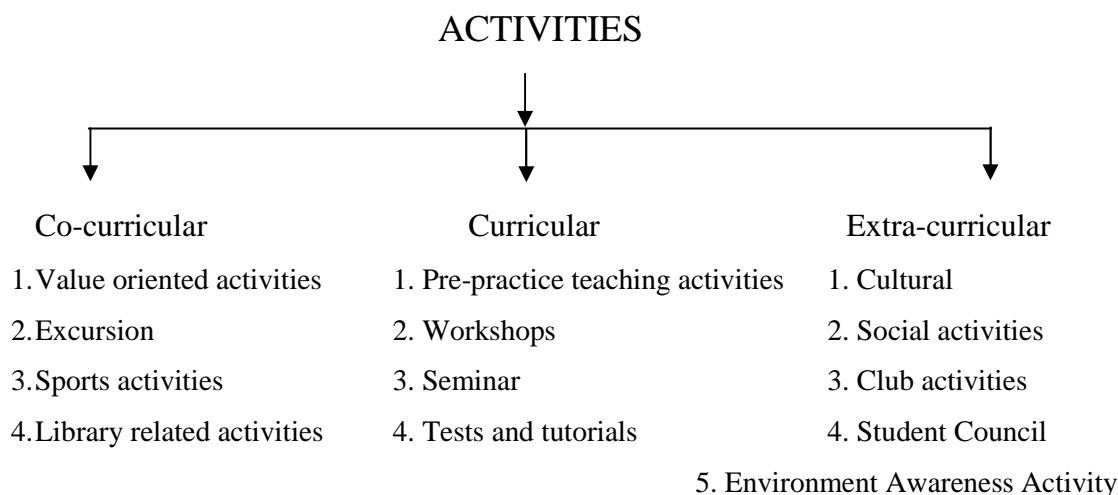 ACTIVITIES
Co-curricular
1. Value oriented activities
2. Excursion
3. Sports activities
4. Library related activities
Curricular
1. Pre-practice teaching activities
2. Workshops
3. Seminar
4. Tests and tutorials
Extra-curricular
1. Cultural
2. Social activities
3. Club activities
4. Student Council
5. Environment Awareness Activity